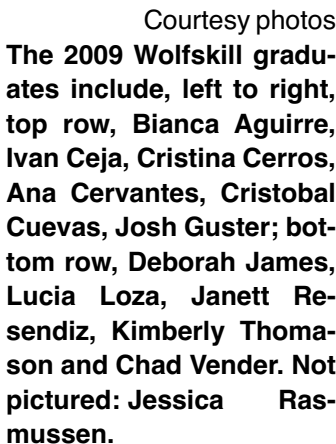 Courtesy photos
The 2009 Wolfskill gradu-
ates include, left to right,
top row, Bianca Aguirre,
Ivan Ceja, Cristina Cerros,
Ana Cervantes, Cristobal
Cuevas, Josh Guster; bot-
tom row, Deborah James,
Lucia Loza, Janett Re-
sendiz, Kimberly Thoma-
son and Chad Vender. Not
pictured: Jessica Ras-
mussen.